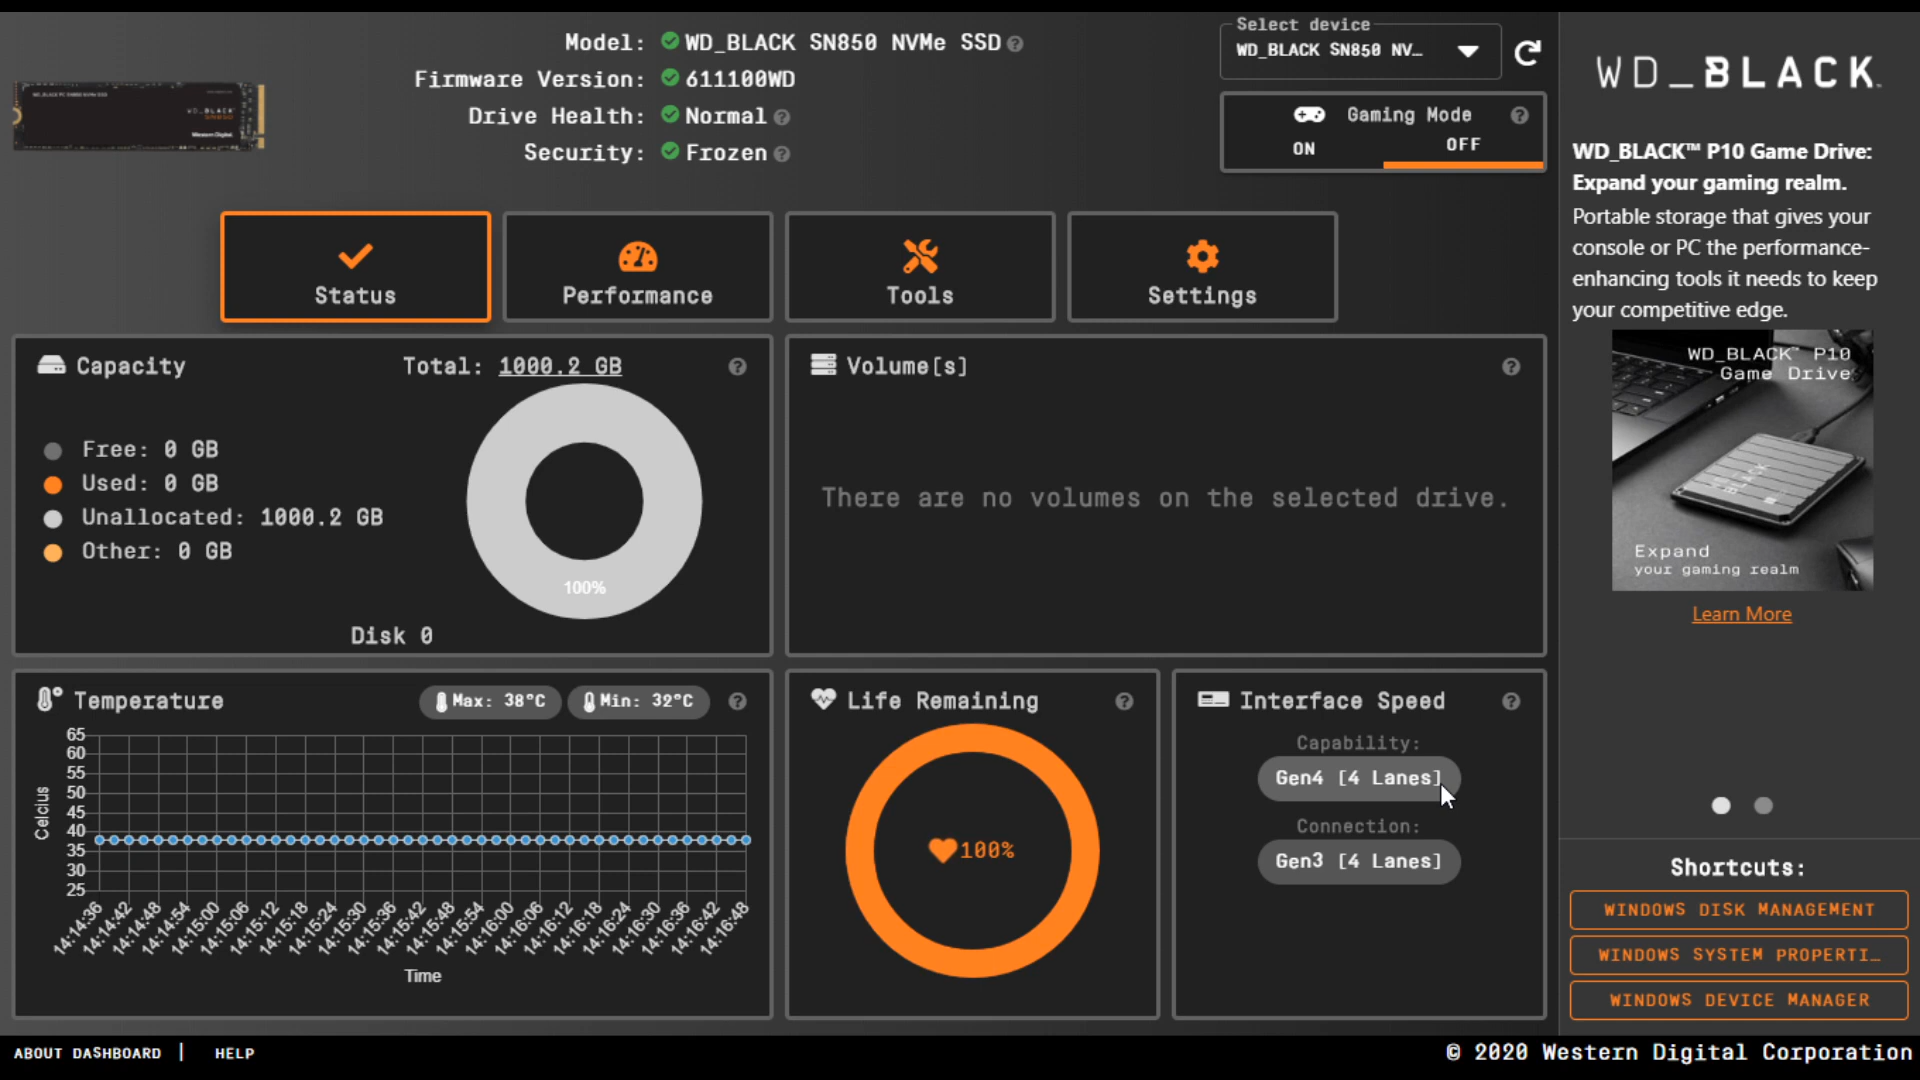 Model: WD_BLACK SN850 NVMe SSD
Firmware Version: 611100WD
Drive Health: Normal
Security: Frozen
Select device
WD_BLACK SN850 NV…
Gaming Mode
ON OFF
WD_BLACK
SN850
Western Digital
Status
Performance
Tools
Settings
Capacity
Total: 1000.2 GB
Free: 0 GB
Used: 0 GB
Unallocated: 1000.2 GB
Other: 0 GB
100%
Disk 0
Volume[s]
There are no volumes on the selected drive.
Temperature
Max: 38°C
Min: 32°C
Celcius
65
60
55
50
45
40
35
30
25
14:14:36
14:14:42
14:14:48
14:14:54
14:15:00
14:15:06
14:15:12
14:15:18
14:15:24
14:15:30
14:15:36
14:15:42
14:15:48
14:15:54
14:16:00
14:16:06
14:16:12
14:16:18
14:16:24
14:16:30
14:16:36
14:16:42
14:16:48
Time
Life Remaining
100%
Interface Speed
Capability:
Gen4 [4 Lanes]
Connection:
Gen3 [4 Lanes]
WD_BLACK
WD_BLACK™ P10 Game Drive:
Expand your gaming realm.
Portable storage that gives your
console or PC the performance-
enhancing tools it needs to keep
your competitive edge.
WD_BLACK™ P10
Game Drive
Expand
your gaming realm
Learn More
Shortcuts:
WINDOWS DISK MANAGEMENT
WINDOWS SYSTEM PROPERTI…
WINDOWS DEVICE MANAGER
ABOUT DASHBOARD | HELP
© 2020 Western Digital Corporation